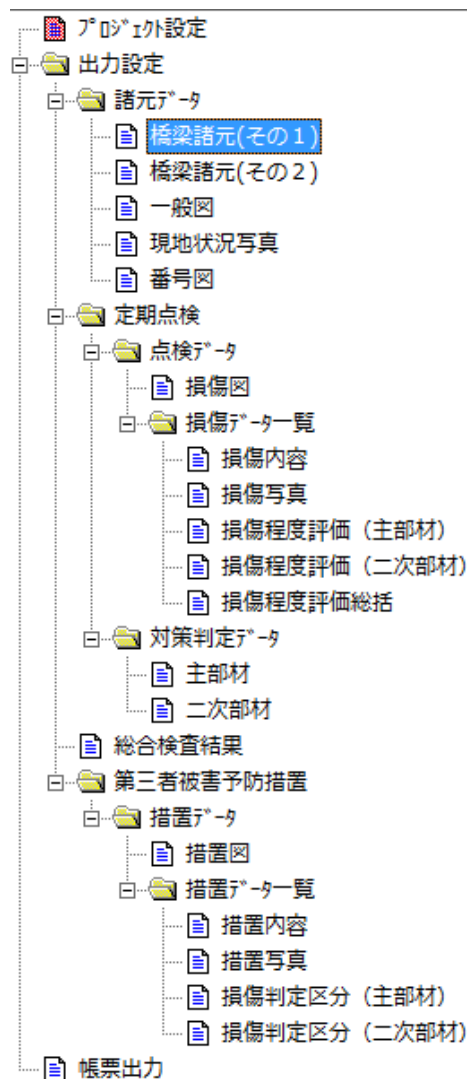 ﾌﾟﾛｼﾞｪｸﾄ設定
出力設定
諸元ﾃﾞｰﾀ
橋梁諸元(その１)
橋梁諸元(その２)
一般図
現地状況写真
番号図
定期点検
点検ﾃﾞｰﾀ
損傷図
損傷ﾃﾞｰﾀ一覧
損傷内容
損傷写真
損傷程度評価（主部材）
損傷程度評価（二次部材）
損傷程度評価総括
対策判定ﾃﾞｰﾀ
主部材
二次部材
総合検査結果
第三者被害予防措置
措置ﾃﾞｰﾀ
措置図
措置ﾃﾞｰﾀ一覧
措置内容
措置写真
損傷判定区分（主部材）
損傷判定区分（二次部材）
帳票出力